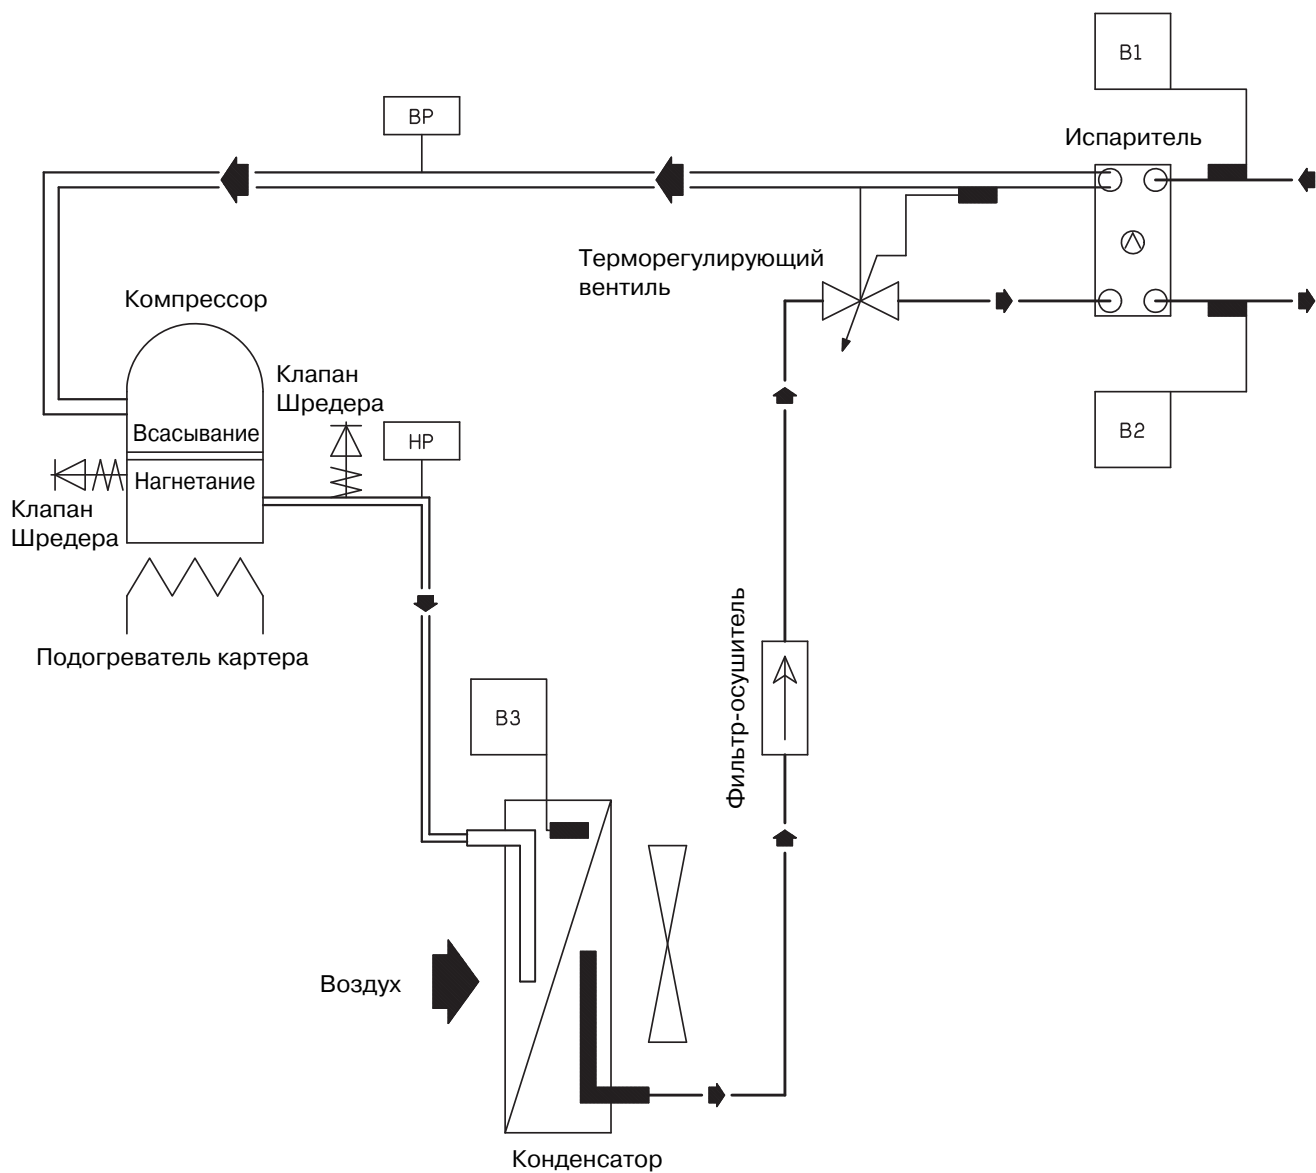 B1
BP
Испаритель
Терморегулирующий
вентиль
Компрессор
Клапан
Шредера
Всасывание
HP
B2
Нагнетание
Клапан
Шредера
Подогреватель картера
Фильтр-осушитель
B3
Воздух
Конденсатор